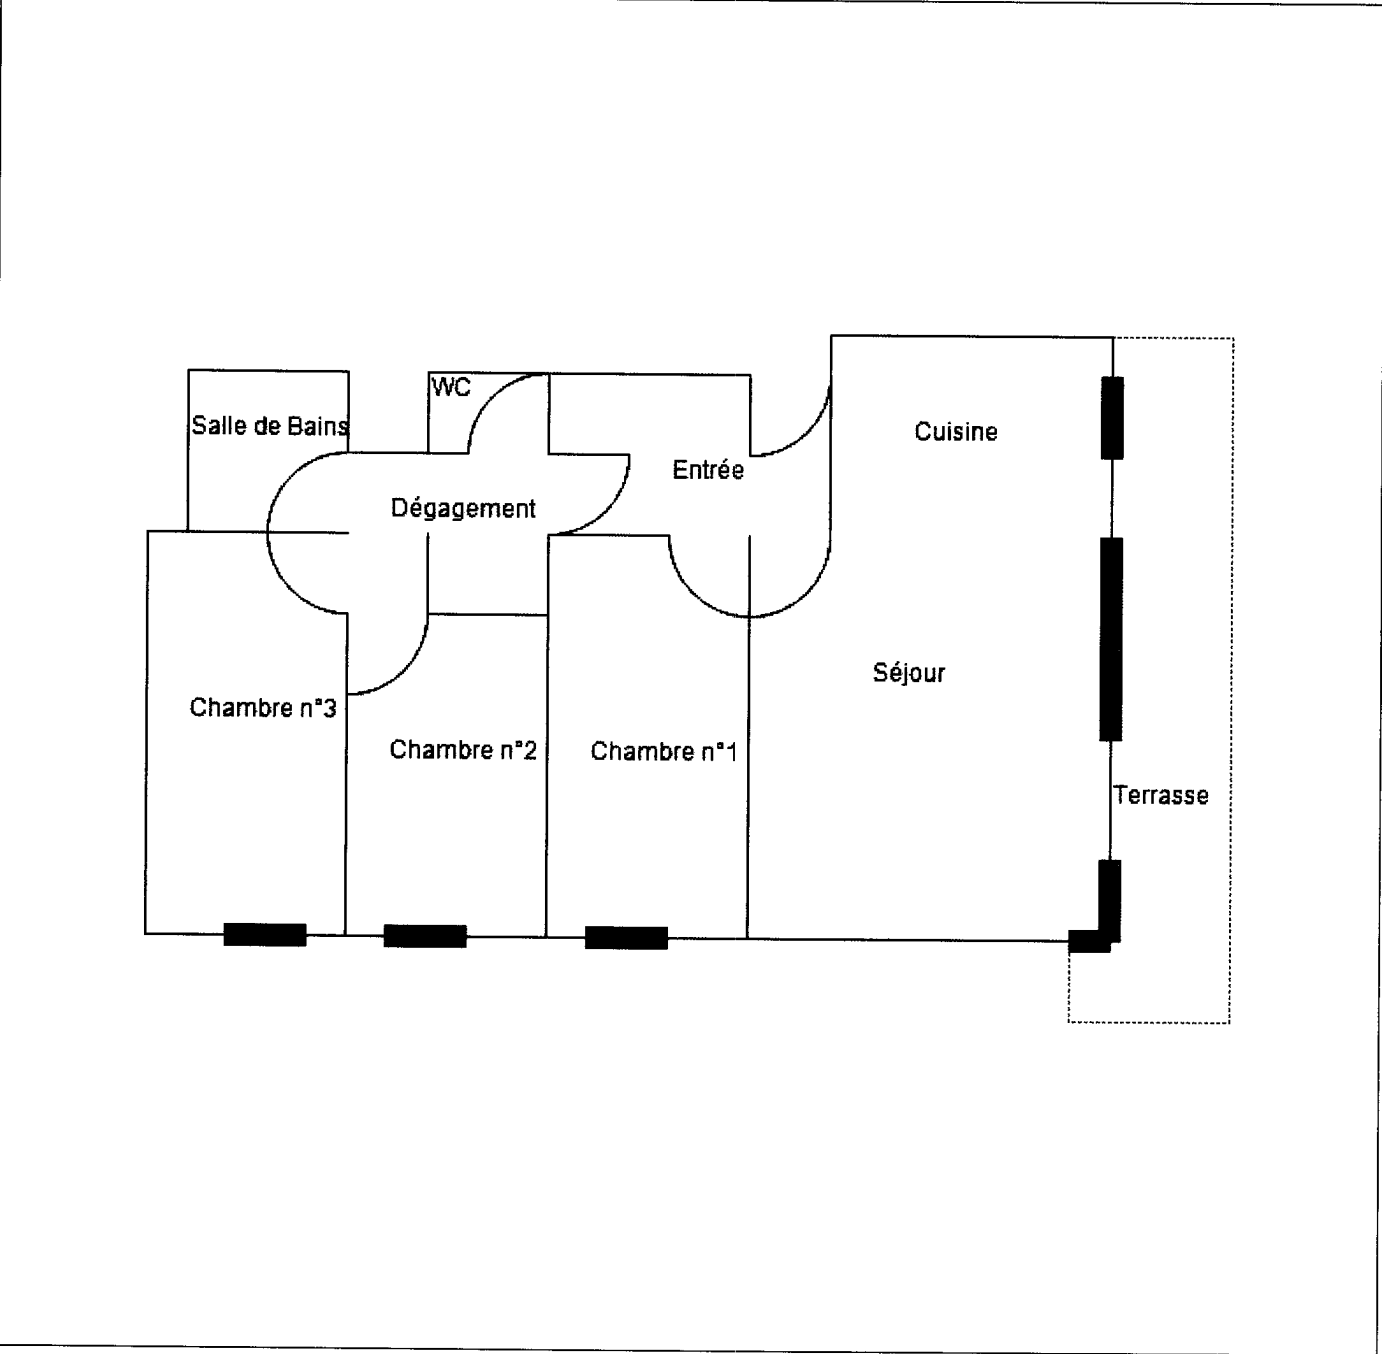 WC
Salle de Bains
Cuisine
Entrée
Dégagement
Séjour
Chambre n°3
Chambre n°2
Chambre n°1
Terrasse